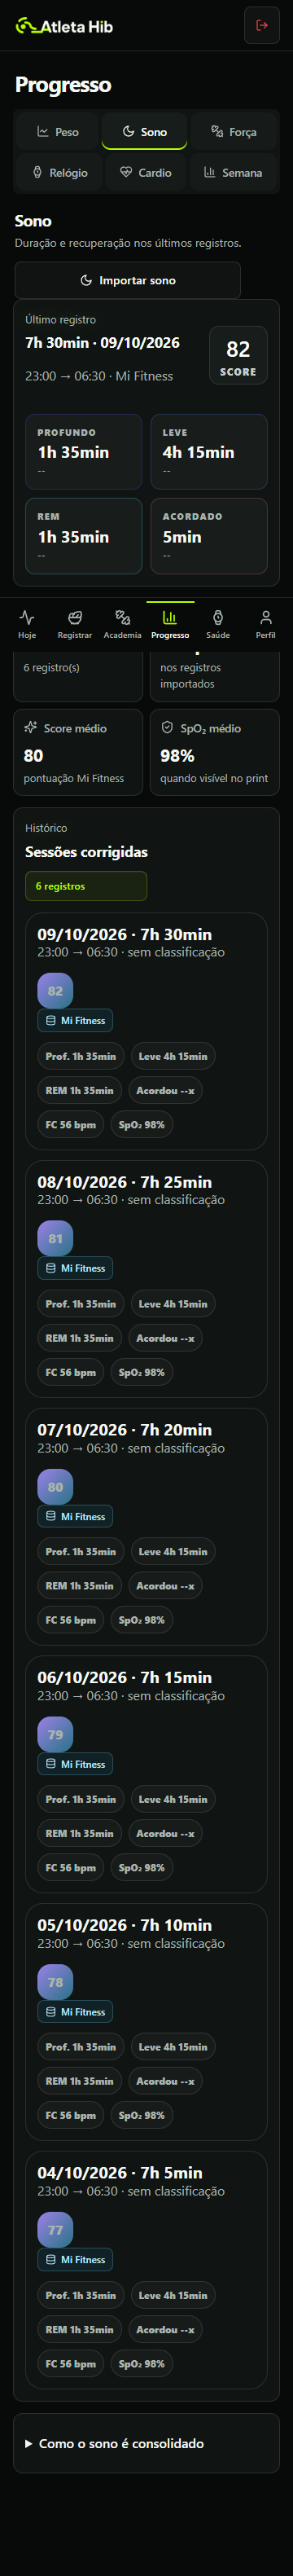 Atleta Hib
Progresso
Peso
Sono
Força
Relógio
Cardio
Semana
Sono
Duração e recuperação nos últimos registros.
Importar sono
Último registro
7h 30min · 09/10/2026
23:00 → 06:30 · Mi Fitness
82
SCORE
PROFUNDO
1h 35min
--
LEVE
4h 15min
--
REM
1h 35min
--
ACORDADO
5min
--
Hoje
Registrar
Academia
Progresso
Saúde
Perfil
6 registro(s)
nos registros
importados
Score médio
80
pontuação Mi Fitness
SpO₂ médio
98%
quando visível no print
Histórico
Sessões corrigidas
6 registros
09/10/2026 · 7h 30min
23:00 → 06:30 · sem classificação
82
Mi Fitness
Prof. 1h 35min
Leve 4h 15min
REM 1h 35min
Acordou --x
FC 56 bpm
SpO₂ 98%
08/10/2026 · 7h 25min
23:00 → 06:30 · sem classificação
81
Mi Fitness
Prof. 1h 35min
Leve 4h 15min
REM 1h 35min
Acordou --x
FC 56 bpm
SpO₂ 98%
07/10/2026 · 7h 20min
23:00 → 06:30 · sem classificação
80
Mi Fitness
Prof. 1h 35min
Leve 4h 15min
REM 1h 35min
Acordou --x
FC 56 bpm
SpO₂ 98%
06/10/2026 · 7h 15min
23:00 → 06:30 · sem classificação
79
Mi Fitness
Prof. 1h 35min
Leve 4h 15min
REM 1h 35min
Acordou --x
FC 56 bpm
SpO₂ 98%
05/10/2026 · 7h 10min
23:00 → 06:30 · sem classificação
78
Mi Fitness
Prof. 1h 35min
Leve 4h 15min
REM 1h 35min
Acordou --x
FC 56 bpm
SpO₂ 98%
04/10/2026 · 7h 5min
23:00 → 06:30 · sem classificação
77
Mi Fitness
Prof. 1h 35min
Leve 4h 15min
REM 1h 35min
Acordou --x
FC 56 bpm
SpO₂ 98%
Como o sono é consolidado